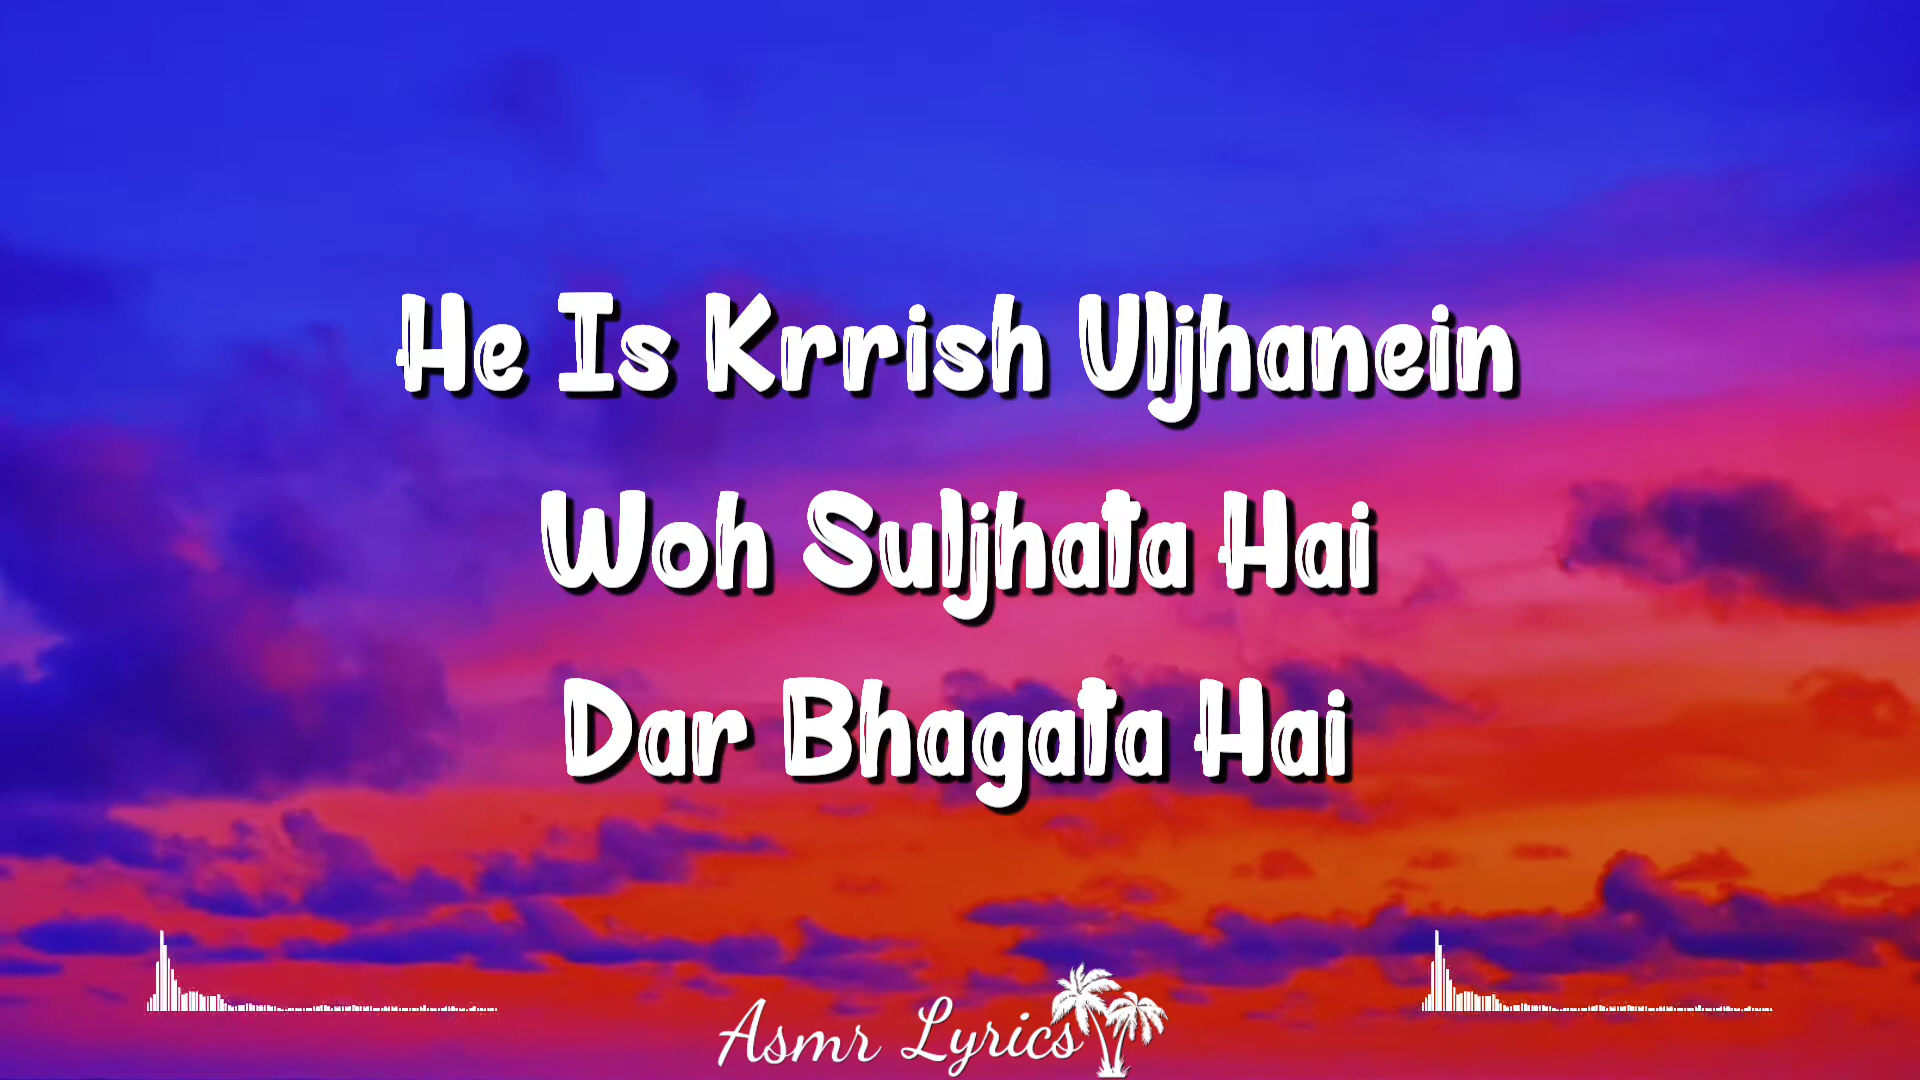 He Is Krrish Uljhanein
Woh Suljhata Hai
Dar Bhagata Hai
Asmr Lyrics